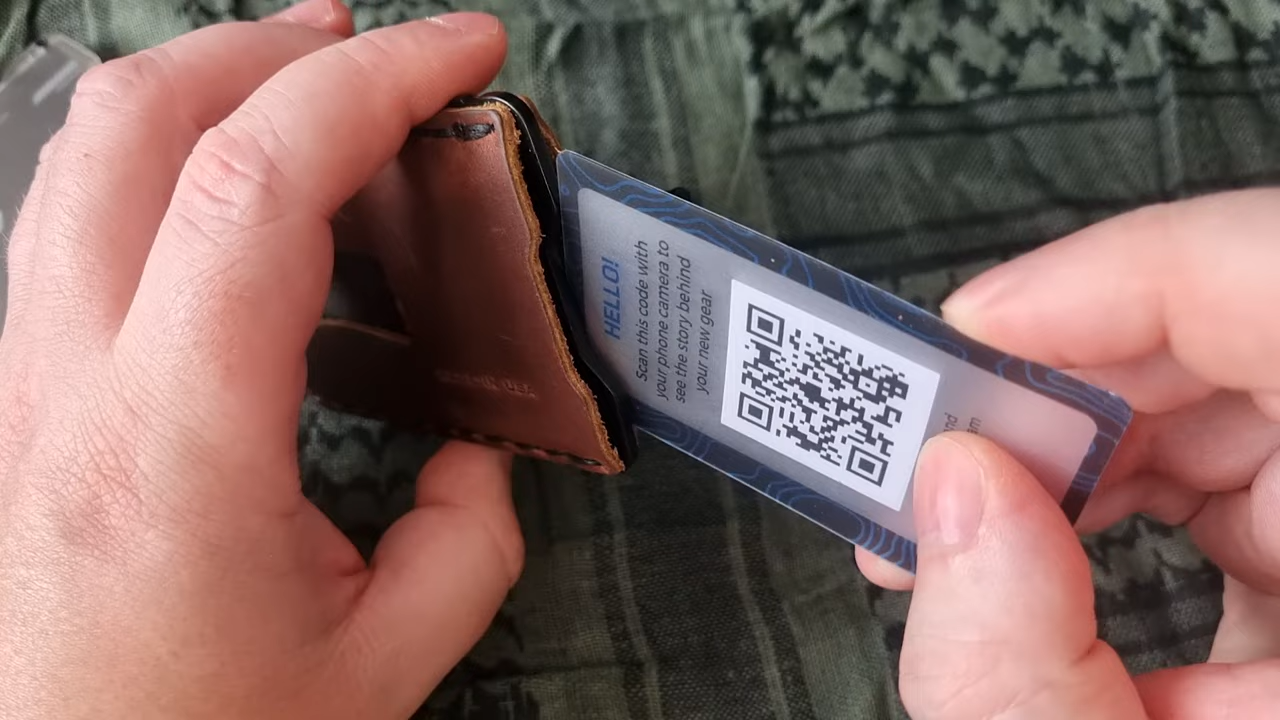 HELLO!
Scan this code with
your phone camera to
see the story behind
your new gear